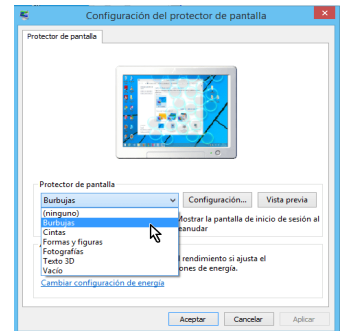 Configuración del protector de pantalla
Protector de pantalla
Protector de pantalla
Burbujas
Configuración...
Vista previa
(ninguno)
Burbujas
Cintas
Formas y figuras
Fotografías
Texto 3D
Vacío
Mostrar la pantalla de inicio de sesión al
eanudar
l rendimiento si ajusta el
ones de energía.
Cambiar configuración de energía
Aceptar
Cancelar
Aplicar